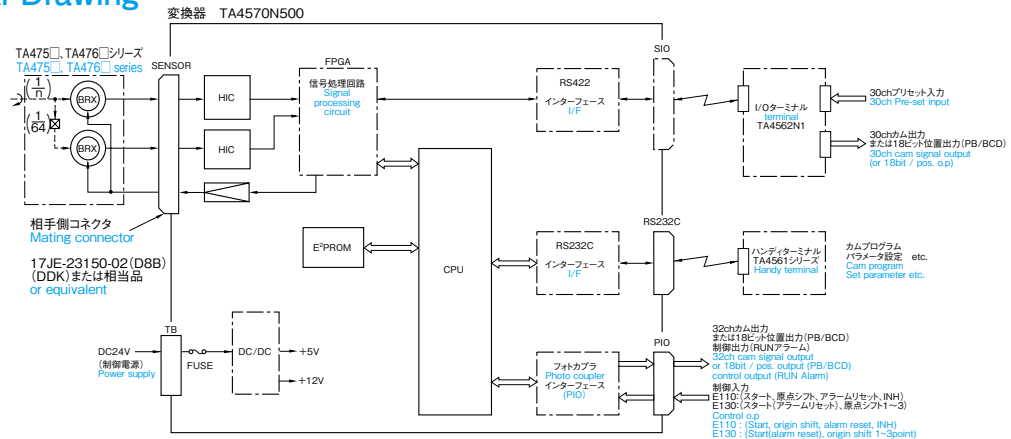 変換器 TA4570N500
TA475□、TA476□シリーズ
TA475□, TA476□ series
SENSOR
(1/n)
(1/64)
BRX
BRX
HIC
HIC
FPGA
信号処理回路
Signal
processing
circuit
RS422
インターフェース
I/F
SIO
I/Oターミナル
terminal
TA4562N1
30chプリセット入力
30ch Pre-set input
30chカム出力
または18ビット位置出力(PB/BCD)
30ch cam signal output
(or 18bit / pos. o.p)
相手側コネクタ
Mating connector
17JE-23150-02(D8B)
(DDK)または相当品
or equivalent
E²PROM
CPU
RS232C
インターフェース
I/F
RS232C
ハンディターミナル
TA4561シリーズ
Handy terminal
カムプログラム
パラメータ設定 etc.
Cam program
Set parameter etc.
TB
DC24V
(制御電源)
Power supply
FUSE
DC/DC
+5V
+12V
フォトカプラ
Photo coupler
インターフェース
(PIO)
PIO
32chカム出力
または18ビット位置出力(PB/BCD)
制御出力(RUNアラーム)
32ch cam signal output
or 18bit / pos. output (PB/BCD)
control output (RUN Alarm)
制御入力
E110:(スタート、原点シフト、アラームリセット、INH)
E130:(スタート(アラームリセット)、原点シフト1〜3)
Control o.p
E110 : (Start, origin shift, alarm reset, INH)
E130 : (Start(alarm reset), origin shift 1~3point)